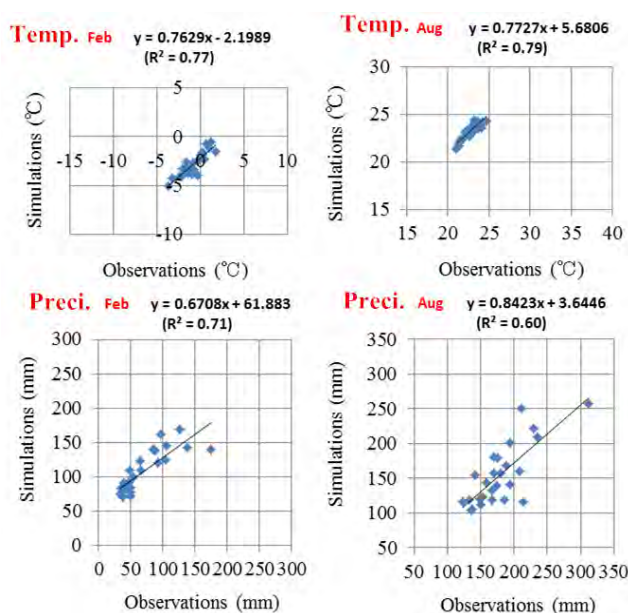 Temp. Feb y = 0.7629x - 2.1989
(R² = 0.77)
Simulations (℃)
5
0
-5
-10
-15 -10 -5 0 5 10
Observations (℃)
Temp. Aug y = 0.7727x + 5.6806
(R² = 0.79)
Simulations (℃)
30
25
20
15
15 20 25 30 35 40
Observations (℃)
Preci. Feb y = 0.6708x + 61.883
(R² = 0.71)
Simulations (mm)
300
250
200
150
100
50
0
0 50 100 150 200 250 300
Observations (mm)
Preci. Aug y = 0.8423x + 3.6446
(R² = 0.60)
Simulations (mm)
350
300
250
200
150
100
50
50 100 150 200 250 300 350
Observations (mm)